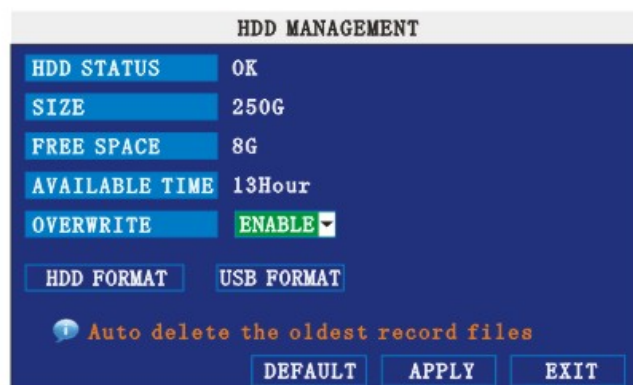 HDD MANAGEMENT
HDD STATUS OK
SIZE 250G
FREE SPACE 8G
AVAILABLE TIME 13Hour
OVERWRITE ENABLE
HDD FORMAT USB FORMAT
Auto delete the oldest record files
DEFAULT APPLY EXIT